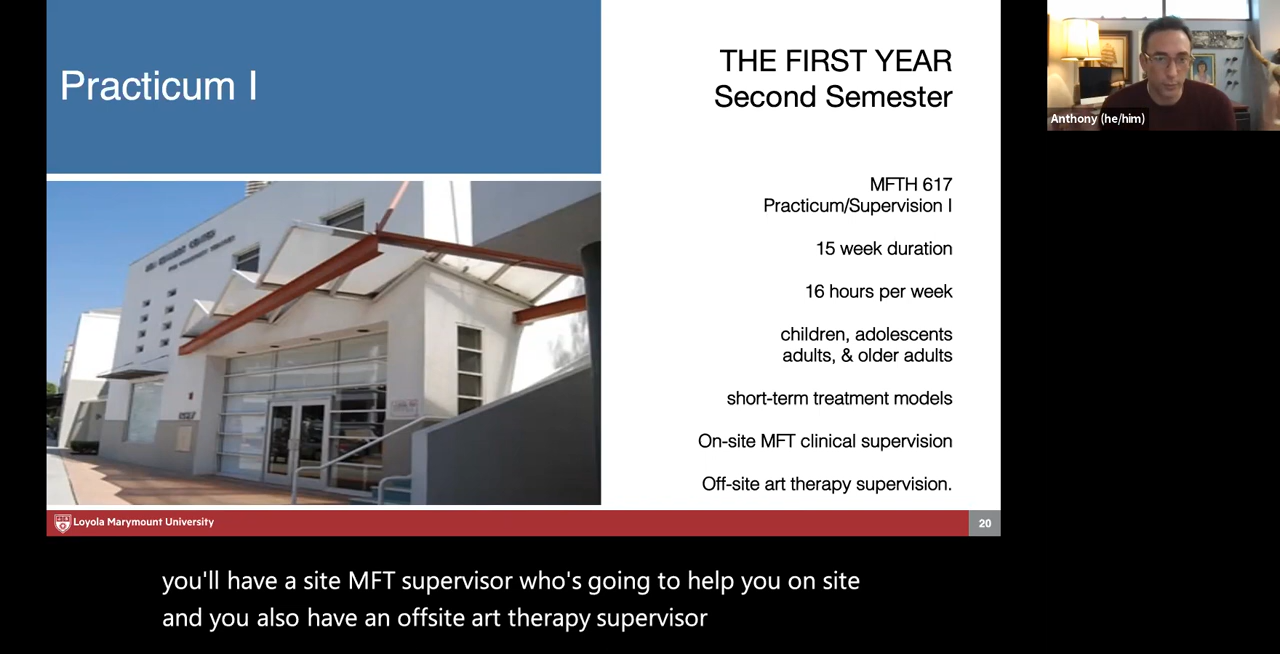 Practicum I
THE FIRST YEAR
Second Semester
MFTH 617
Practicum/Supervision I
15 week duration
16 hours per week
children, adolescents
adults, & older adults
short-term treatment models
On-site MFT clinical supervision
Off-site art therapy supervision.
Loyola Marymount University
20
Anthony (he/him)
you'll have a site MFT supervisor who's going to help you on site
and you also have an offsite art therapy supervisor